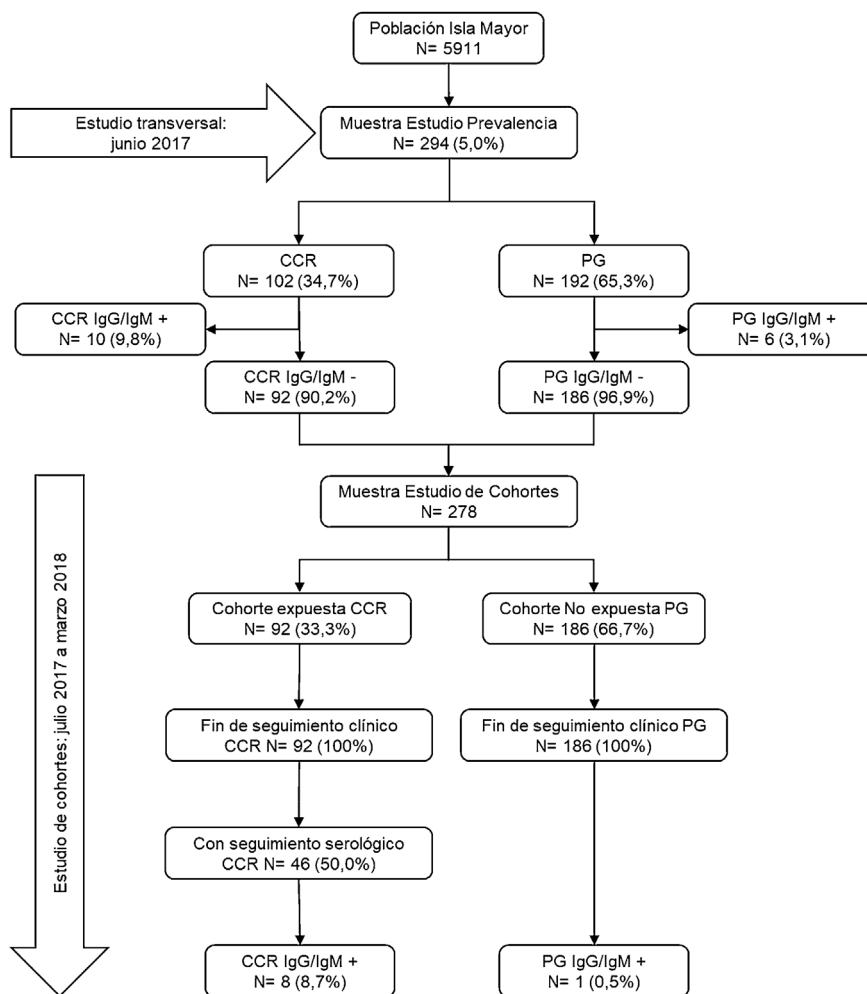 Población Isla Mayor
N= 5911
Estudio transversal:
junio 2017
Muestra Estudio Prevalencia
N= 294 (5,0%)
CCR
N= 102 (34,7%)
PG
N= 192 (65,3%)
CCR IgG/IgM +
N= 10 (9,8%)
PG IgG/IgM +
N= 6 (3,1%)
CCR IgG/IgM -
N= 92 (90,2%)
PG IgG/IgM -
N= 186 (96,9%)
Muestra Estudio de Cohortes
N= 278
Estudio de cohortes: julio 2017 a marzo 2018
Cohorte expuesta CCR
N= 92 (33,3%)
Cohorte No expuesta PG
N= 186 (66,7%)
Fin de seguimiento clínico
CCR N= 92 (100%)
Fin de seguimiento clínico PG
N= 186 (100%)
Con seguimiento serológico
CCR N= 46 (50,0%)
CCR IgG/IgM +
N= 8 (8,7%)
PG IgG/IgM +
N= 1 (0,5%)